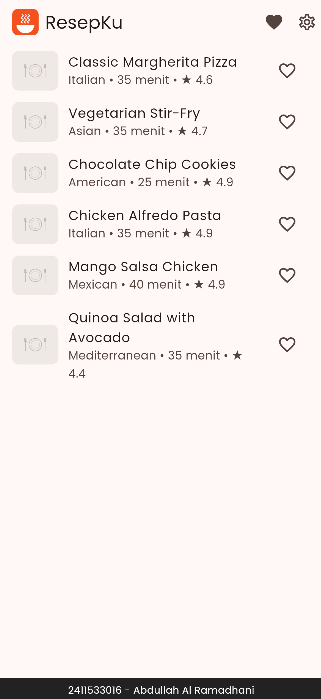 ResepKu
Classic Margherita Pizza
Italian • 35 menit • ★ 4.6
Vegetarian Stir-Fry
Asian • 35 menit • ★ 4.7
Chocolate Chip Cookies
American • 25 menit • ★ 4.9
Chicken Alfredo Pasta
Italian • 35 menit • ★ 4.9
Mango Salsa Chicken
Mexican • 40 menit • ★ 4.9
Quinoa Salad with
Avocado
Mediterranean • 35 menit • ★
4.4
2411533016 - Abdullah Al Ramadhani